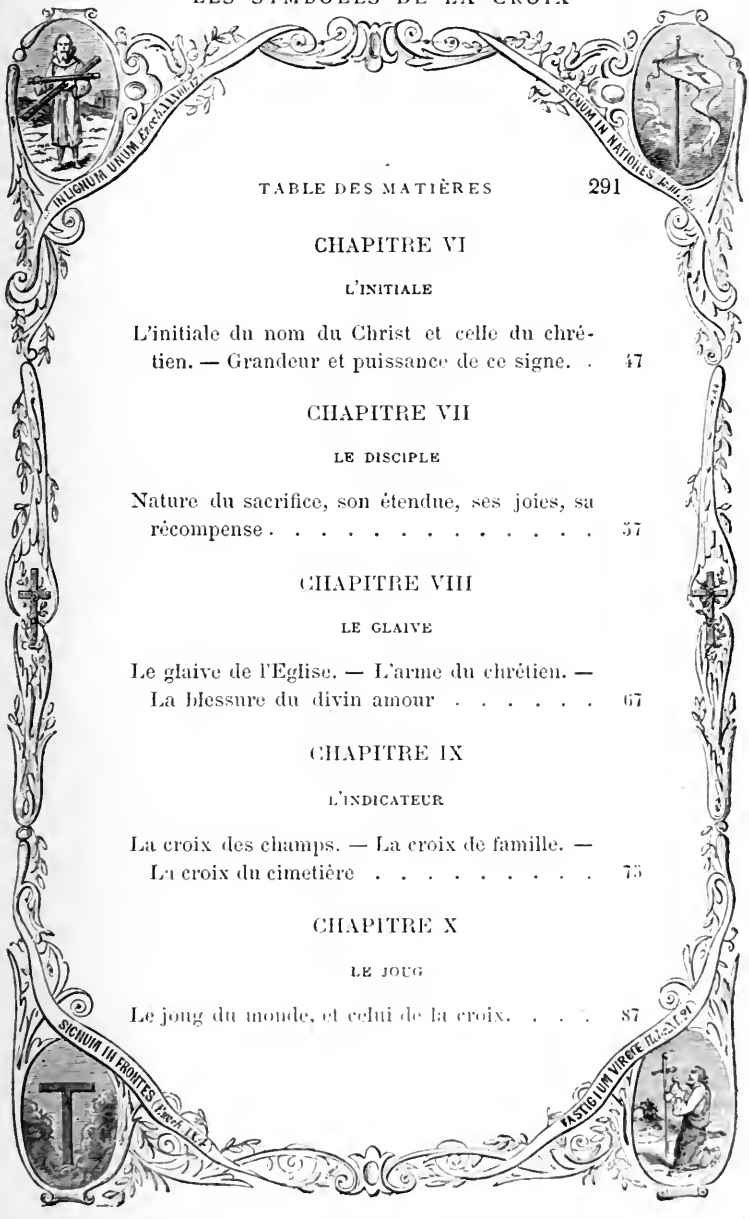 LES SYMBOLES DE LA CROIX
IN LIGNUM UNUM Ezech. XXXVII. 17.
SIGNUM IN NATIONES
TABLE DES MATIÈRES 291
CHAPITRE VI
L'INITIALE
L'initiale du nom du Christ et celle du chré-
tien. — Grandeur et puissance de ce signe. . 47
CHAPITRE VII
LE DISCIPLE
Nature du sacrifice, son étendue, ses joies, sa
récompense . . . . . . . . . . . . . 57
CHAPITRE VIII
LE GLAIVE
Le glaive de l'Eglise. — L'arme du chrétien. —
La blessure du divin amour . . . . . . 67
CHAPITRE IX
L'INDICATEUR
La croix des champs. — La croix de famille. —
La croix du cimetière . . . . . . . . . 75
CHAPITRE X
LE JOUG
Le joug du monde, et celui de la croix. . . . 87
SIGNUM IN FRONTES
FASTIGIUM VIRGÆ